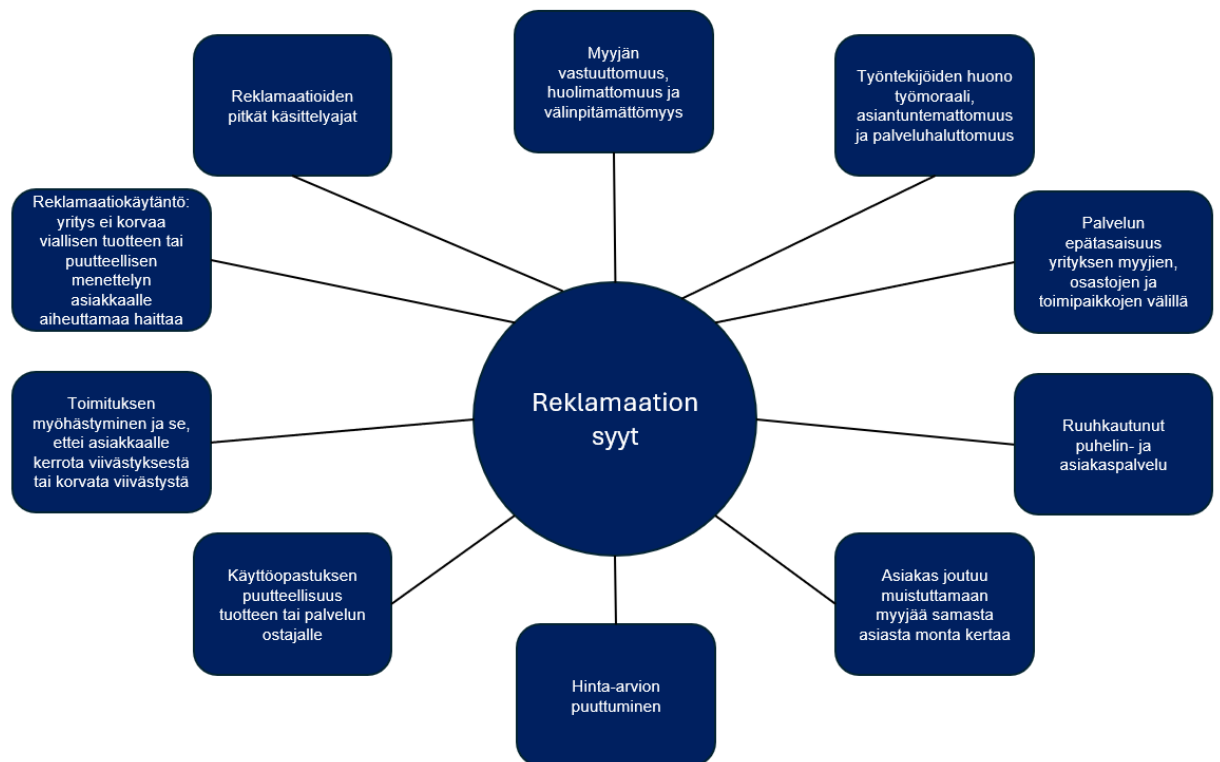 Myyjän
vastuuttomuus,
huolimattomuus ja
välinpitämättömyys
Työntekijöiden huono
työmoraali,
asiantuntemattomuus
ja palveluhaluttomuus
Palvelun
epätasaisuus
yrityksen myyjien,
osastojen ja
toimipaikkojen välillä
Ruuhkautunut
puhelin- ja
asiakaspalvelu
Asiakas joutuu
muistuttamaan
myyjää samasta
asiasta monta kertaa
Hinta-arvion
puuttuminen
Käyttöopastuksen
puutteellisuus
tuotteen tai palvelun
ostajalle
Toimituksen
myöhästyminen ja se,
ettei asiakkaalle
kerrota viivästyksestä
tai korvata viivästystä
Reklamaatiokäytäntö:
yritys ei korvaa
viallisen tuotteen tai
puutteellisen
menettelyn
asiakkaalle
aiheuttamaa haittaa
Reklamaatioiden
pitkät käsittelyajat
Reklamaation
syyt